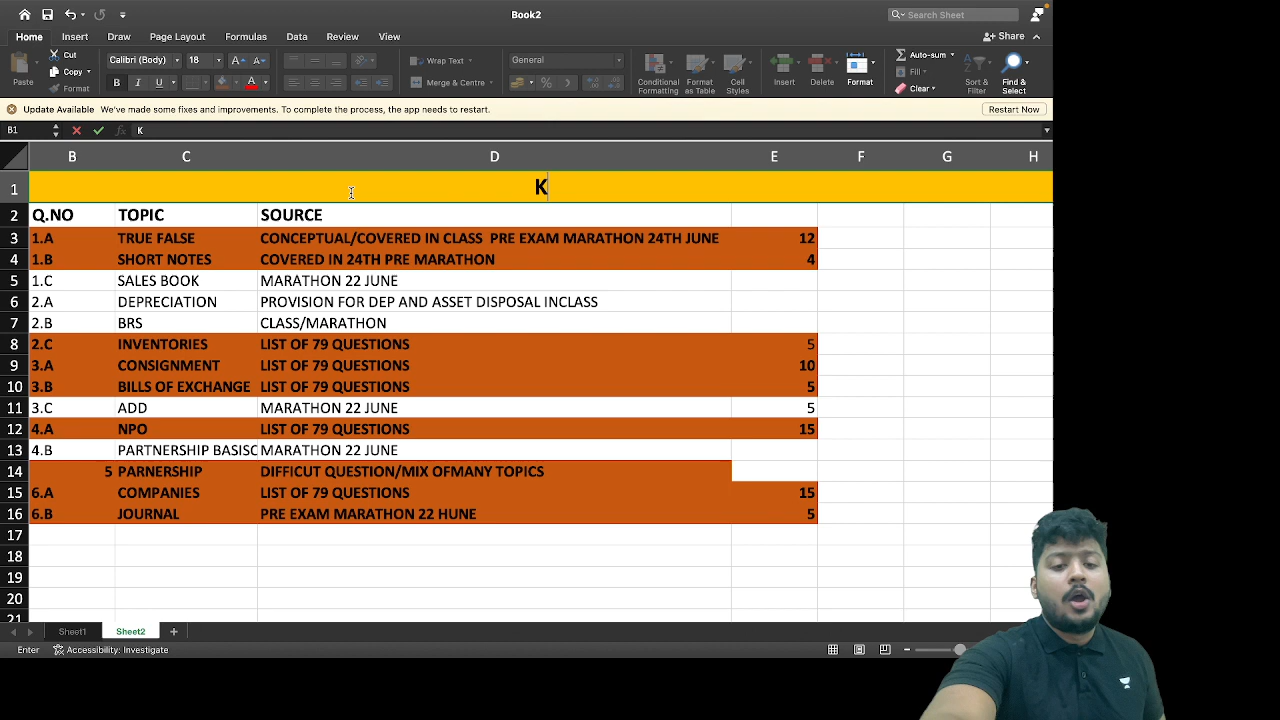 Book2
Search Sheet
Home Insert Draw Page Layout Formulas Data Review View Share
Paste Cut Copy Format
Calibri (Body) 18 A A
B I U A
Wrap Text
Merge & Centre
General
%
Conditional Formatting
Format as Table
Cell Styles
Insert Delete Format
Auto-sum
Fill
Clear
Sort & Filter
Find & Select
Update Available We've made some fixes and improvements. To complete the process, the app needs to restart. Restart Now
B1 fx K
B C D E F G H
1 K
2 Q.NO TOPIC SOURCE
3 1.A TRUE FALSE CONCEPTUAL/COVERED IN CLASS PRE EXAM MARATHON 24TH JUNE 12
4 1.B SHORT NOTES COVERED IN 24TH PRE MARATHON 4
5 1.C SALES BOOK MARATHON 22 JUNE
6 2.A DEPRECIATION PROVISION FOR DEP AND ASSET DISPOSAL INCLASS
7 2.B BRS CLASS/MARATHON
8 2.C INVENTORIES LIST OF 79 QUESTIONS 5
9 3.A CONSIGNMENT LIST OF 79 QUESTIONS 10
10 3.B BILLS OF EXCHANGE LIST OF 79 QUESTIONS 5
11 3.C ADD MARATHON 22 JUNE 5
12 4.A NPO LIST OF 79 QUESTIONS 15
13 4.B PARTNERSHIP BASISC MARATHON 22 JUNE
14 5 PARNERSHIP DIFFICUT QUESTION/MIX OFMANY TOPICS
15 6.A COMPANIES LIST OF 79 QUESTIONS 15
16 6.B JOURNAL PRE EXAM MARATHON 22 HUNE 5
17
18
19
20
21
Sheet1 Sheet2 +
Enter Accessibility: Investigate